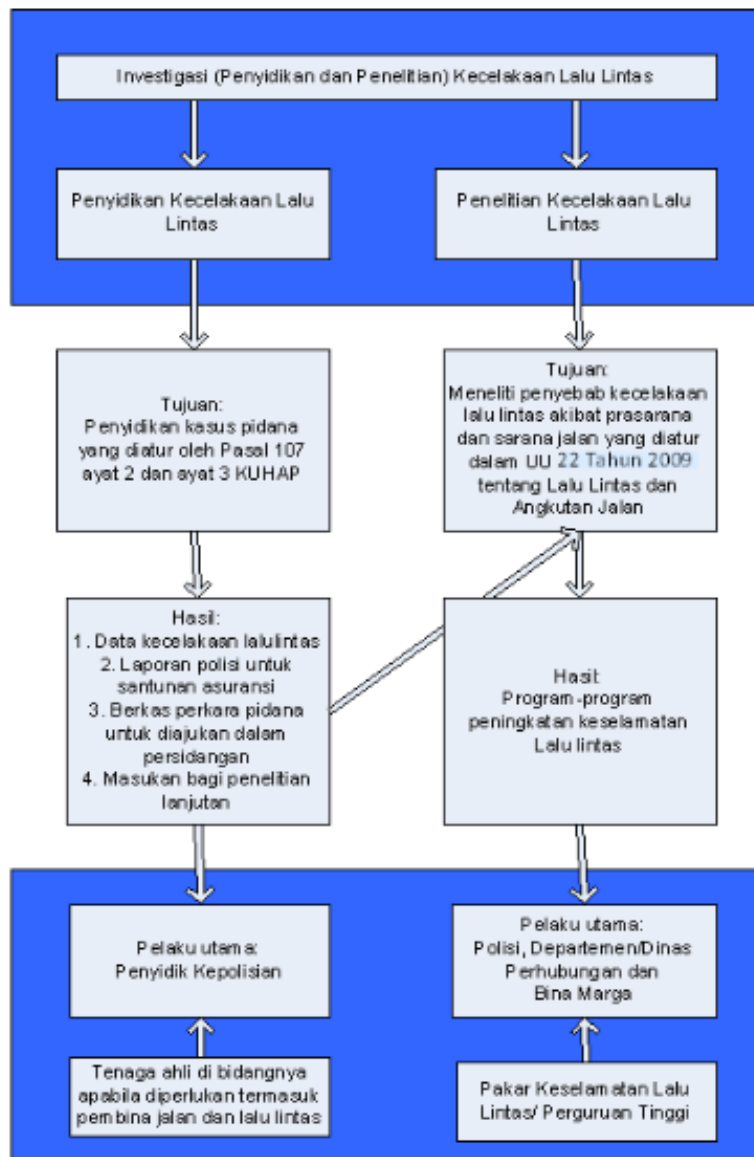 Investigasi (Penyidikan dan Penelitian) Kecelakaan Lalu Lintas
Penyidikan Kecelakaan Lalu
Lintas
Penelitian Kecelakaan Lalu
Lintas
Tujuan:
Penyidikan kasus pidana
yang diatur oleh Pasal 107
ayat 2 dan ayat 3 KUHAP
Tujuan:
Meneliti penyebab kecelakaan
lalu lintas akibat prasarana
dan sarana jalan yang diatur
dalam UU 22 Tahun 2009
tentang Lalu Lintas dan
Angkutan Jalan
Hasil:
1. Data kecelakaan lalulintas
2. Laporan polisi untuk
santunan asuransi
3. Berkas perkara pidana
untuk diajukan dalam
persidangan
4. Masukan bagi penelitian
lanjutan
Hasil:
Program-program
peningkatan keselamatan
Lalu lintas
Pelaku utama:
Penyidik Kepolisian
Pelaku utama:
Polisi, Departemen/Dinas
Perhubungan dan
Bina Marga
Tenaga ahli di bidangnya
apabila diperlukan termasuk
pembina jalan dan lalu lintas
Pakar Keselamatan Lalu
Lintas/ Perguruan Tinggi